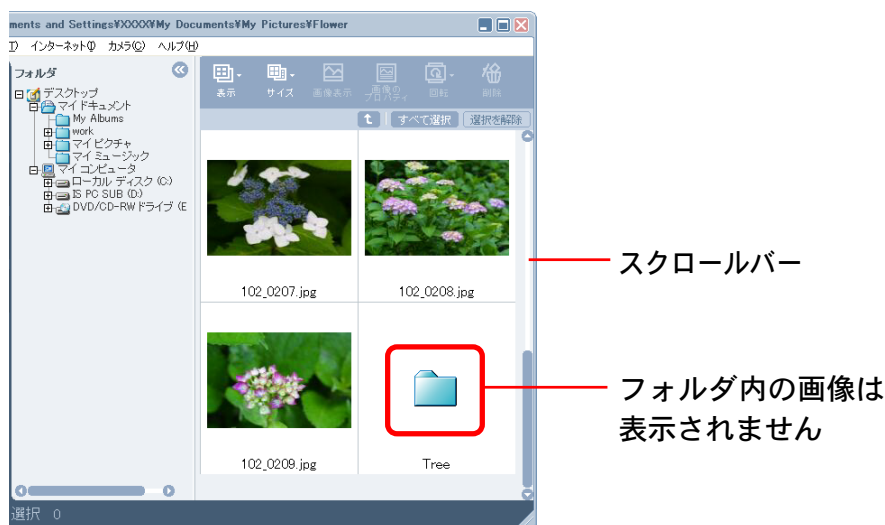 ments and Settings¥XXXX¥My Documents¥My Pictures¥Flower
T) インターネット(I) カメラ(C) ヘルプ(H)
フォルダ
デスクトップ
マイドキュメント
My Albums
work
マイピクチャ
マイミュージック
マイコンピュータ
ローカル ディスク (C:)
IS PC SUB (D:)
DVD/CD-RWドライブ (E
表示
サイズ
画像表示
画像の
プロパティ
回転
削除
すべて選択
選択を解除
102_0207.jpg
102_0208.jpg
102_0209.jpg
Tree
選択 0
スクロールバー
フォルダ内の画像は
表示されません